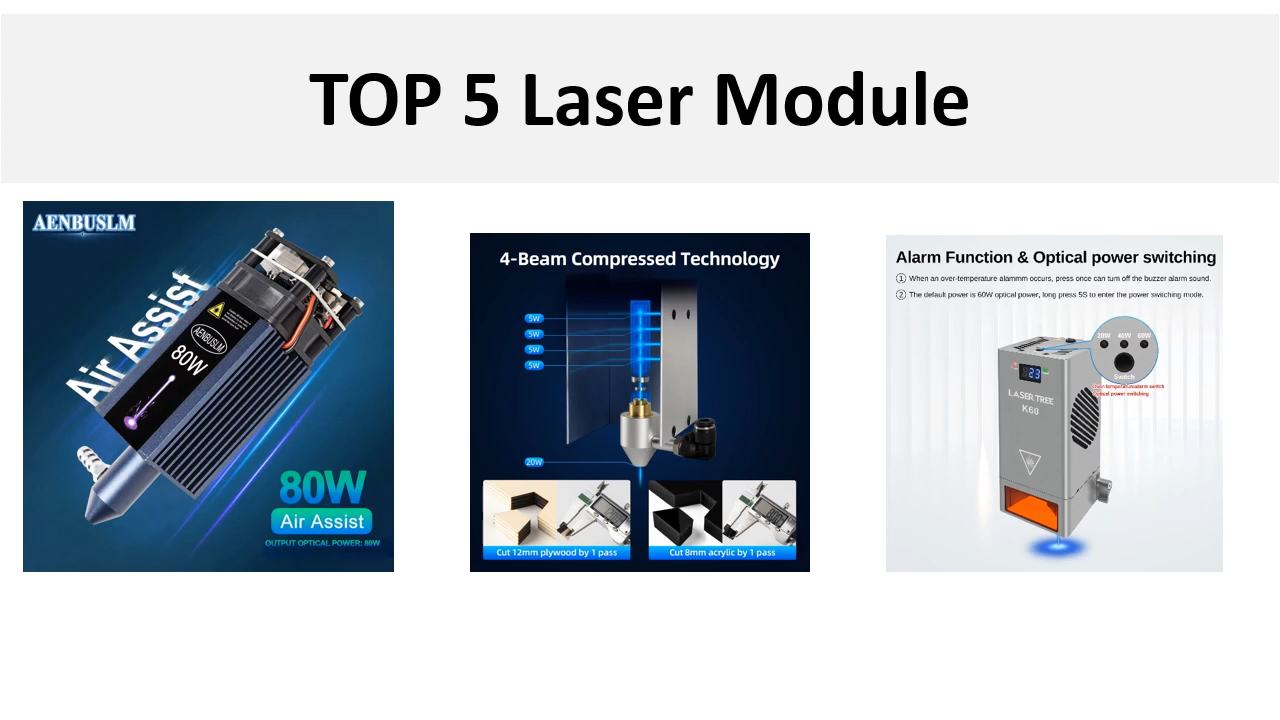 TOP 5 Laser Module
AENBUSLM
Air Assist
AENBUSLM
80W
80W
Air Assist
OUTPUT OPTICAL POWER: 80W
4-Beam Compressed Technology
5W
5W
5W
5W
20W
Cut 12mm plywood by 1 pass
Cut 8mm acrylic by 1 pass
Alarm Function & Optical power switching
1 When an over-temperature alammm occurs, press once can turn off the buzzer alarm sound.
2 The default power is 60W optical power, long press 5S to enter the power switching mode.
20W 40W 60W
Switch
Optical power switching
23
LASER TREE
K60